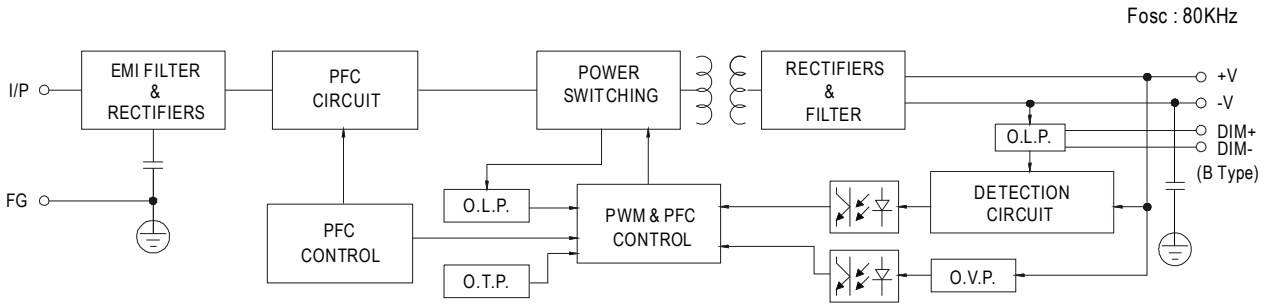 Fosc : 80KHz
I/P
EMI FILTER
&
RECTIFIERS
PFC
CIRCUIT
POWER
SWITCHING
RECTIFIERS
&
FILTER
+V
-V
O.L.P.
DIM+
DIM-
(B Type)
FG
PFC
CONTROL
O.L.P.
O.T.P.
PWM & PFC
CONTROL
DETECTION
CIRCUIT
O.V.P.